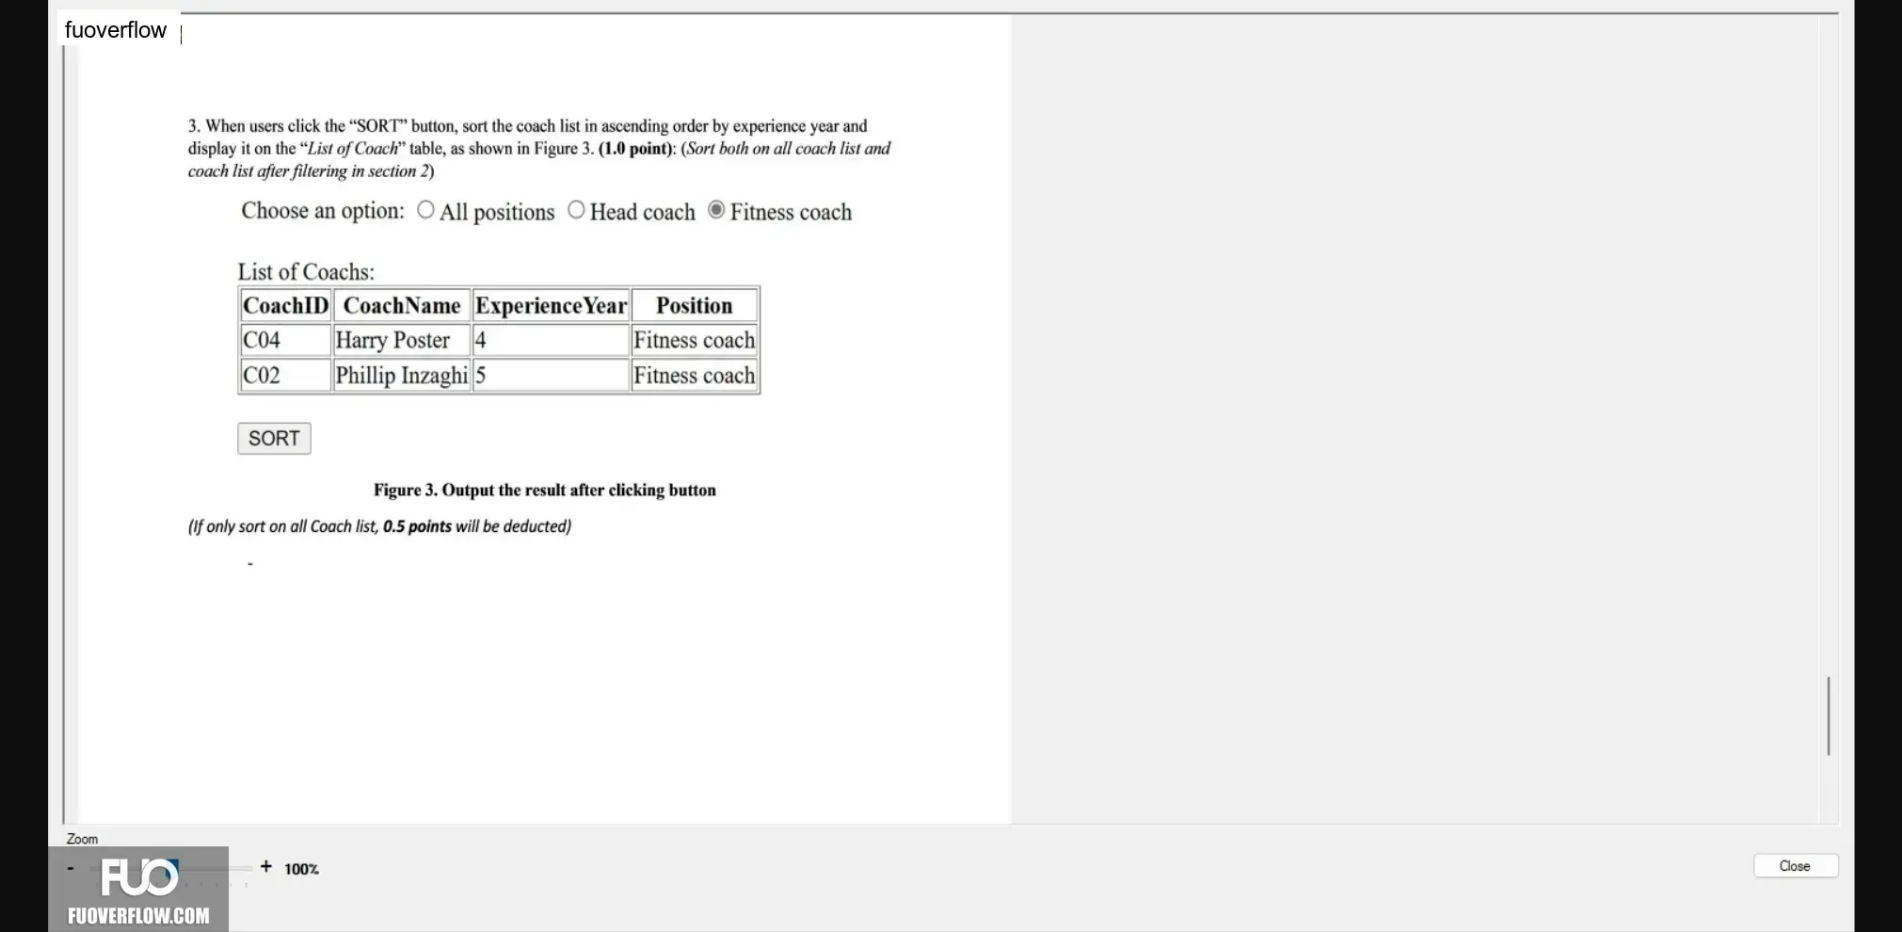 fuoverflow
3. When users click the “SORT” button, sort the coach list in ascending order by experience year and
display it on the “List of Coach” table, as shown in Figure 3. (1.0 point): (Sort both on all coach list and
coach list after filtering in section 2)
Choose an option: All positions Head coach Fitness coach
List of Coachs:
CoachID CoachName ExperienceYear Position
C04 Harry Poster 4 Fitness coach
C02 Phillip Inzaghi 5 Fitness coach
SORT
Figure 3. Output the result after clicking button
(If only sort on all Coach list, 0.5 points will be deducted)
-
Zoom
- + 100%
Close
FUO
FUOVERFLOW.COM